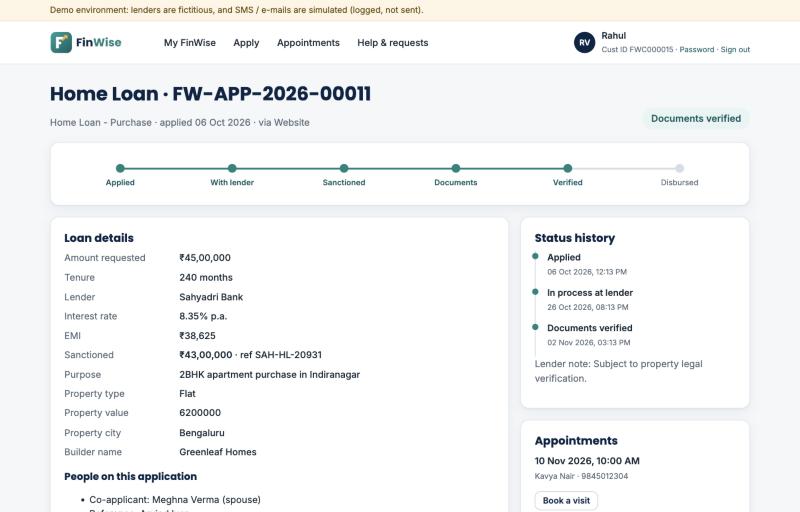 Demo environment: lenders are fictitious, and SMS / e-mails are simulated (logged, not sent).
FinWise
My FinWise
Apply
Appointments
Help & requests
RV
Rahul
Cust ID FWC000015 · Password · Sign out
Home Loan · FW-APP-2026-00011
Home Loan - Purchase · applied 06 Oct 2026 · via Website
Documents verified
Applied
With lender
Sanctioned
Documents
Verified
Disbursed
Loan details
Amount requested ₹45,00,000
Tenure 240 months
Lender Sahyadri Bank
Interest rate 8.35% p.a.
EMI ₹38,625
Sanctioned ₹43,00,000 · ref SAH-HL-20931
Purpose 2BHK apartment purchase in Indiranagar
Property type Flat
Property value 6200000
Property city Bengaluru
Builder name Greenleaf Homes
People on this application
• Co-applicant: Meghna Verma (spouse)
Status history
Applied
06 Oct 2026, 12:13 PM
In process at lender
26 Oct 2026, 08:13 PM
Documents verified
02 Nov 2026, 03:13 PM
Lender note: Subject to property legal
verification.
Appointments
10 Nov 2026, 10:00 AM
Kavya Nair · 9845012304
Book a visit